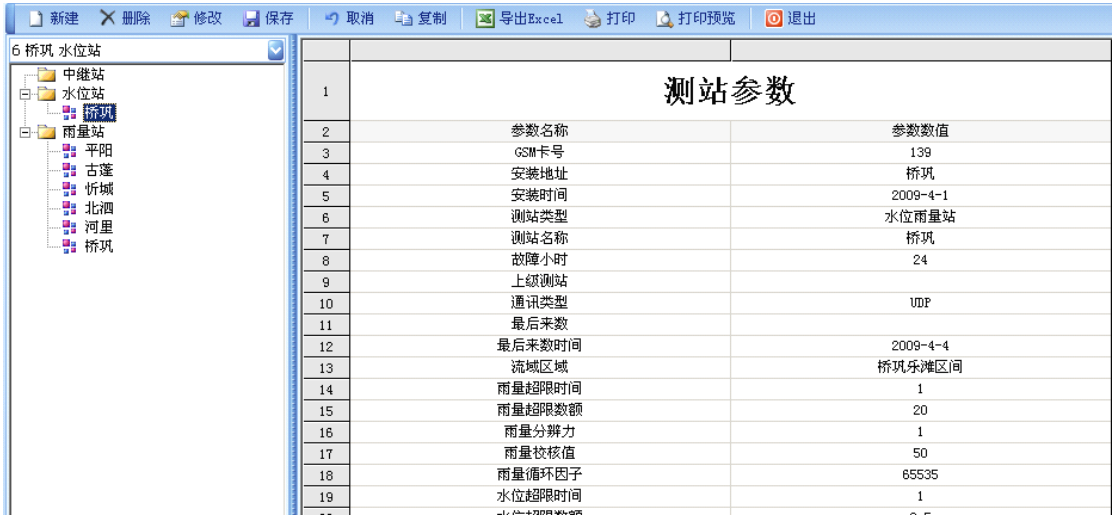 新建 删除 修改 保存 取消 复制 导出Excel 打印 打印预览 退出
6 桥巩 水位站
中继站
水位站
桥巩
雨量站
平阳
古蓬
忻城
北泗
河里
桥巩
1 测站参数
2 参数名称 参数数值
3 GSM卡号 139
4 安装地址 桥巩
5 安装时间 2009-4-1
6 测站类型 水位雨量站
7 测站名称 桥巩
8 故障小时 24
9 上级测站
10 通讯类型 UDP
11 最后来数
12 最后来数时间 2009-4-4
13 流域区域 桥巩乐滩区间
14 雨量超限时间 1
15 雨量超限数额 20
16 雨量分辨力 1
17 雨量校核值 50
18 雨量循环因子 65535
19 水位超限时间 1
水位超限数额